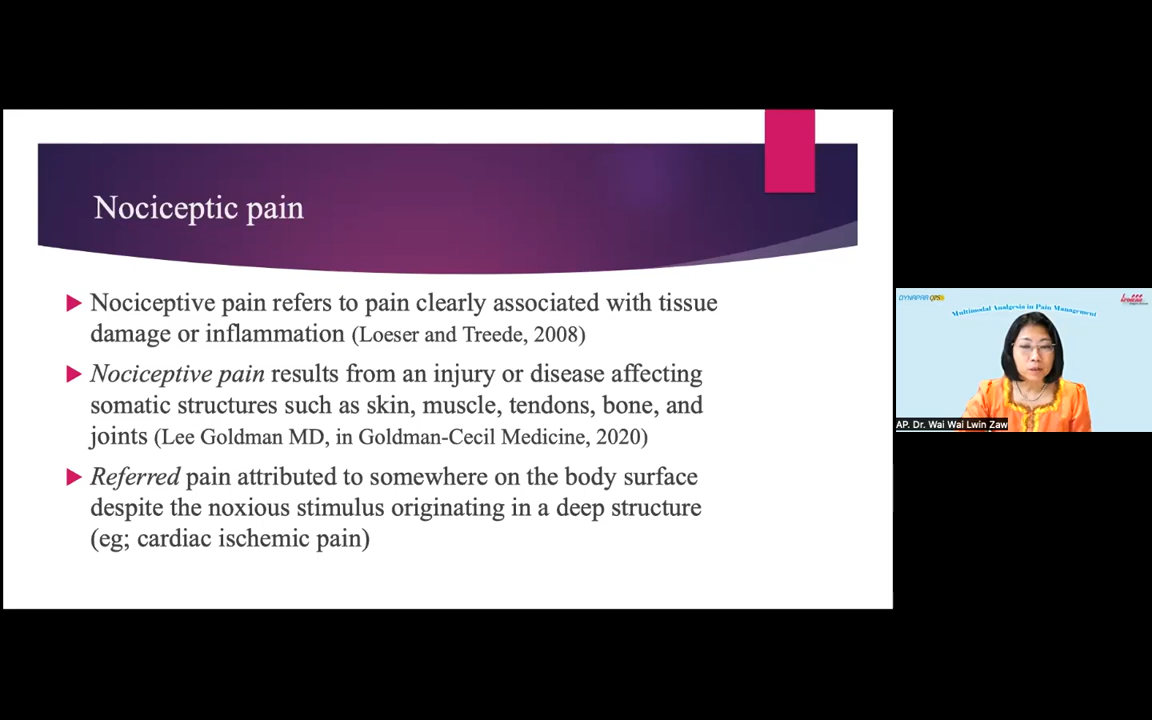 Nociceptic pain
Nociceptive pain refers to pain clearly associated with tissue
damage or inflammation (Loeser and Treede, 2008)
Nociceptive pain results from an injury or disease affecting
somatic structures such as skin, muscle, tendons, bone, and
joints (Lee Goldman MD, in Goldman-Cecil Medicine, 2020)
Referred pain attributed to somewhere on the body surface
despite the noxious stimulus originating in a deep structure
(eg; cardiac ischemic pain)
DYNAPAR QPS
Multimodal Analgesia in Pain Management
AP. Dr. Wai Wai Lwin Zaw